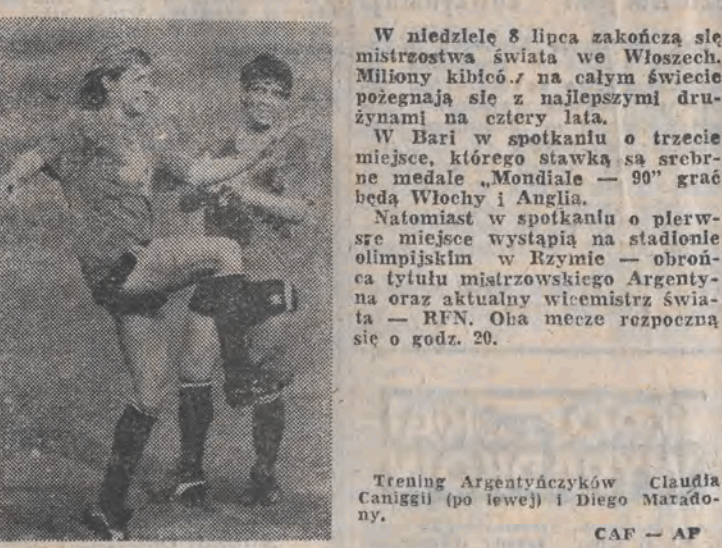 W niedzielę 8 lipca zakończą się
mistrzostwa świata we Włoszech.
Miliony kibicó./ na całym świecie
pożegnają się z najlepszymi dru-
żynami na cztery lata.
W Bari w spotkaniu o trzecie
miejsce, którego stawką są srebr-
ne medale „Mondiale — 90” grać
będą Włochy i Anglia.
Natomiast w spotkaniu o pierw-
sze miejsce wystąpią na stadionie
olimpijskim w Rzymie — obroń-
ca tytułu mistrzowskiego Argenty-
na oraz aktualny wicemistrz świa-
ta — RFN. Oba mecze rozpoczną
się o godz. 20.
Trening Argentyńczyków Claudia
Caniggii (po lewej) i Diego Marado-
ny.
CAF — AP